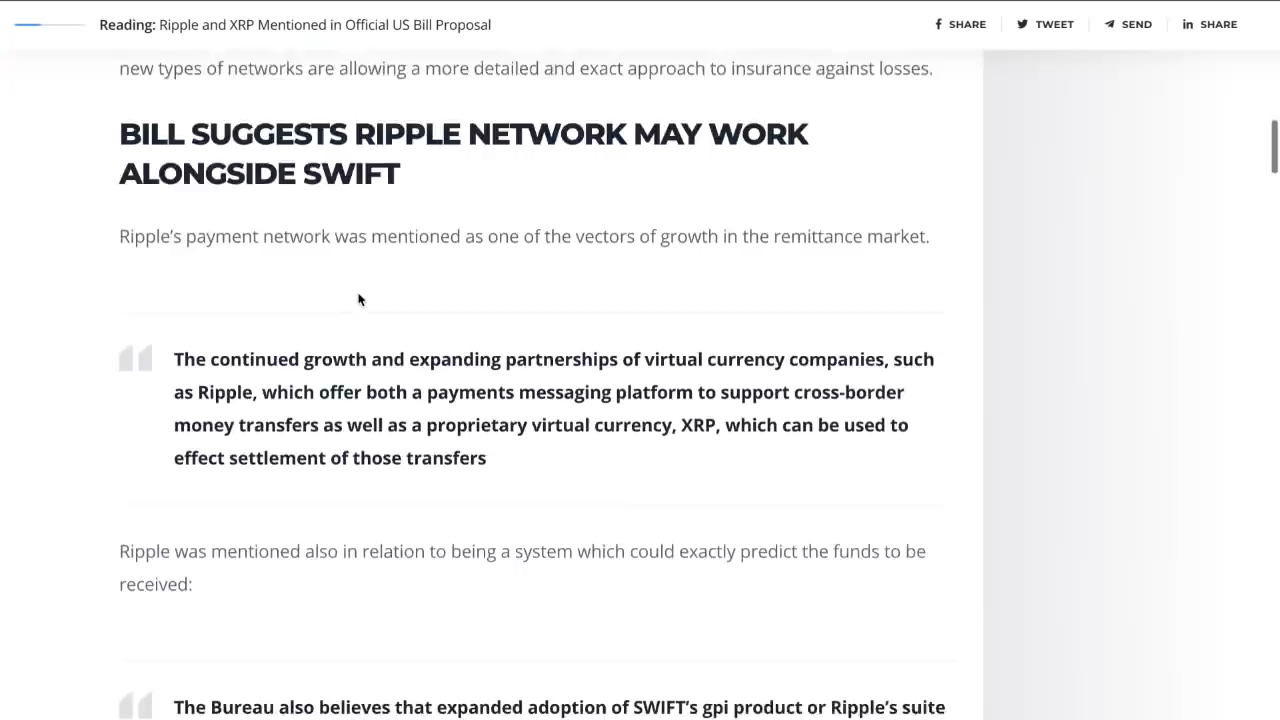 Reading: Ripple and XRP Mentioned in Official US Bill Proposal
SHARE
TWEET
SEND
SHARE
new types of networks are allowing a more detailed and exact approach to insurance against losses.
BILL SUGGESTS RIPPLE NETWORK MAY WORK
ALONGSIDE SWIFT
Ripple’s payment network was mentioned as one of the vectors of growth in the remittance market.
The continued growth and expanding partnerships of virtual currency companies, such
as Ripple, which offer both a payments messaging platform to support cross-border
money transfers as well as a proprietary virtual currency, XRP, which can be used to
effect settlement of those transfers
Ripple was mentioned also in relation to being a system which could exactly predict the funds to be
received:
The Bureau also believes that expanded adoption of SWIFT’s gpi product or Ripple’s suite